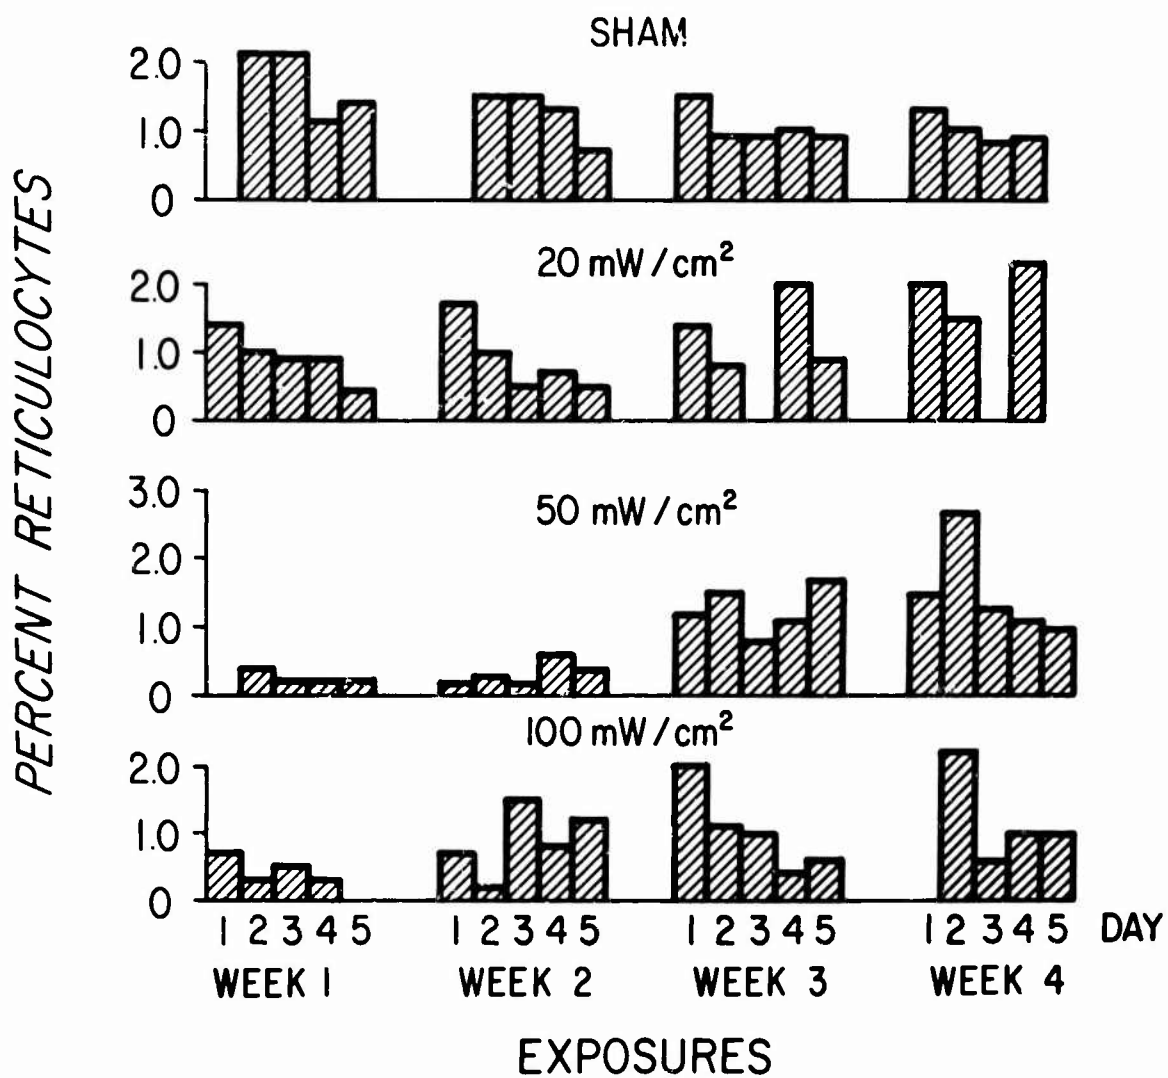 SHAM
2.0
1.0
0
20 mW/cm²
2.0
1.0
0
50 mW/cm²
3.0
2.0
1.0
0
100 mW/cm²
2.0
1.0
0
PERCENT RETICULOCYTES
1 2 3 4 5 1 2 3 4 5 1 2 3 4 5 1 2 3 4 5 DAY
WEEK 1 WEEK 2 WEEK 3 WEEK 4
EXPOSURES